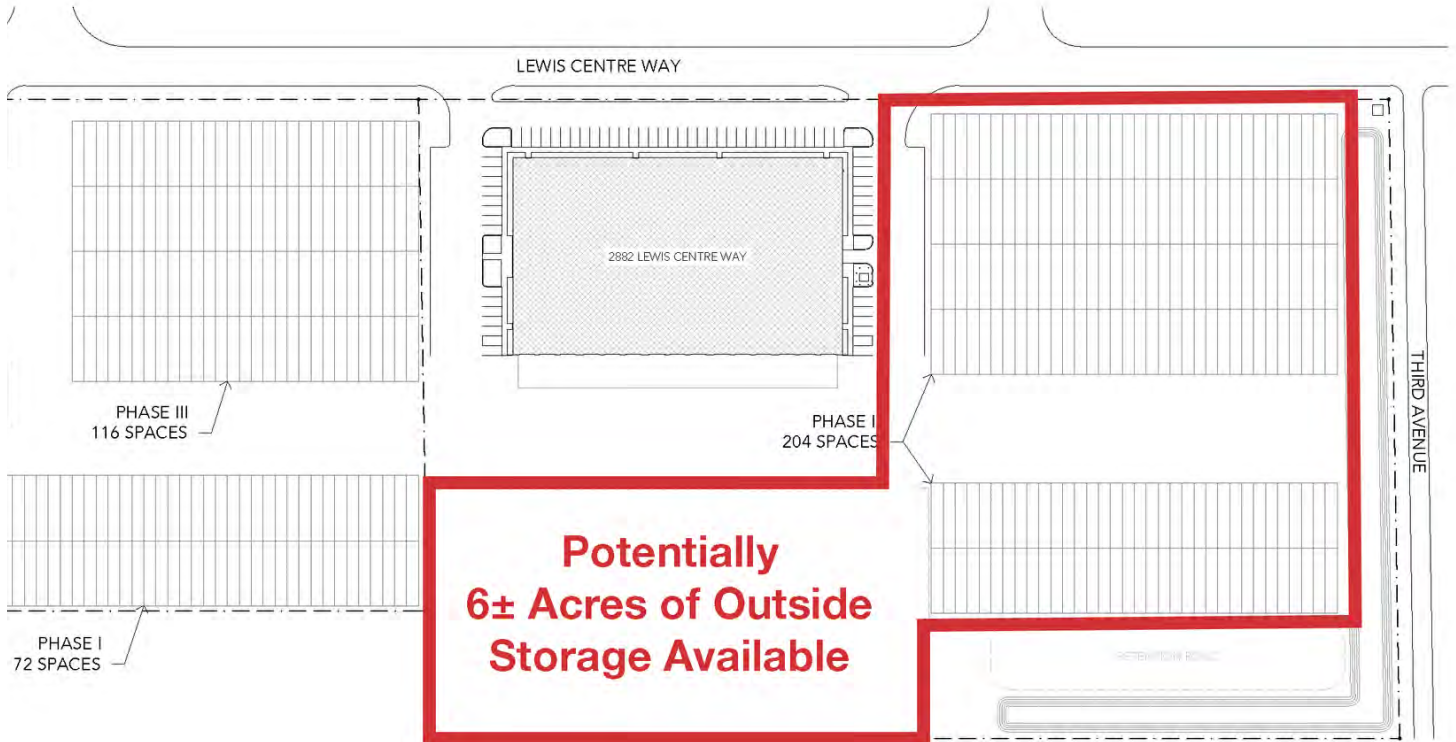 LEWIS CENTRE WAY
2882 LEWIS CENTRE WAY
PHASE III
116 SPACES
PHASE I
204 SPACES
THIRD AVENUE
Potentially
6± Acres of Outside
Storage Available
PHASE I
72 SPACES